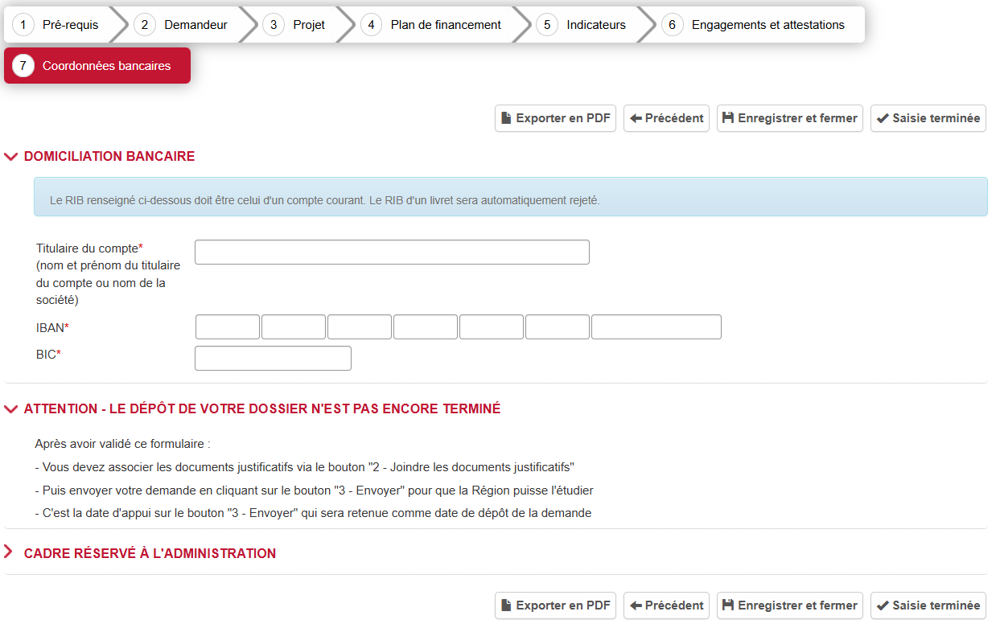 1 Pré-requis 2 Demandeur 3 Projet 4 Plan de financement 5 Indicateurs 6 Engagements et attestations
7 Coordonnées bancaires
Exporter en PDF Précédent Enregistrer et fermer Saisie terminée
DOMICILIATION BANCAIRE
Le RIB renseigné ci-dessous doit être celui d'un compte courant. Le RIB d'un livret sera automatiquement rejeté.
Titulaire du compte*
(nom et prénom du titulaire
du compte ou nom de la
société)
IBAN*
BIC*
ATTENTION - LE DÉPÔT DE VOTRE DOSSIER N'EST PAS ENCORE TERMINÉ
Après avoir validé ce formulaire :
- Vous devez associer les documents justificatifs via le bouton "2 - Joindre les documents justificatifs"
- Puis envoyer votre demande en cliquant sur le bouton "3 - Envoyer" pour que la Région puisse l'étudier
- C'est la date d'appui sur le bouton "3 - Envoyer" qui sera retenue comme date de dépôt de la demande
CADRE RÉSERVÉ À L'ADMINISTRATION
Exporter en PDF Précédent Enregistrer et fermer Saisie terminée